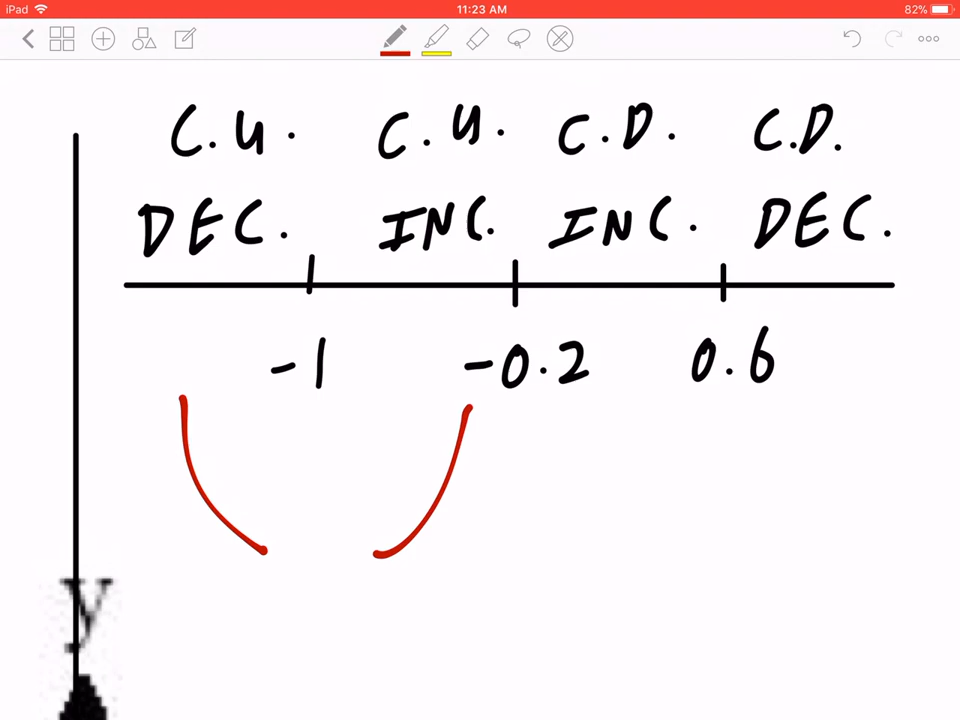 iPad 11:23 AM 82%
C.U. C.U. C.D. C.D.
DEC. INC. INC. DEC.
-1 -0.2 0.6
y